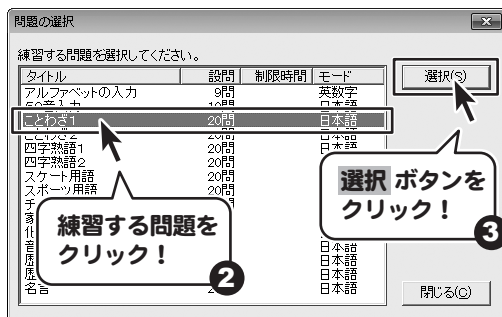 問題の選択
練習する問題を選択してください。
タイトル 設問 制限時間 モード
アルファベットの入力 9問 英数字
ことわざ1 20問 日本語
ことわざ2 20問 日本語
四字熟語1 20問
四字熟語2 20問
スケート用語 20問
スポーツ用語 20問
日本語
日本語
日本語
名言 日本語
選択(S)
練習する問題を
クリック！
2
選択 ボタンを
クリック！
3
閉じる(C)